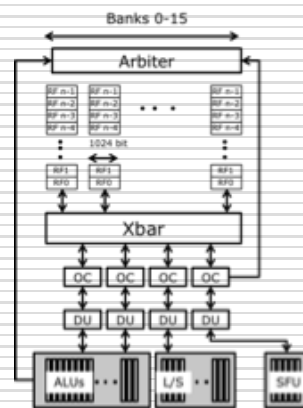 Banks 0-15
Arbiter
RF n-1 RF n-1 RF n-1
RF n-2 RF n-2 RF n-2
RF n-3 RF n-3 RF n-3
RF n-4 RF n-4 RF n-4
1024 bit
RF1 RF1 RF1
RF0 RF0 RF0
Xbar
OC OC OC OC
DU DU DU DU
ALUs L/S SFU